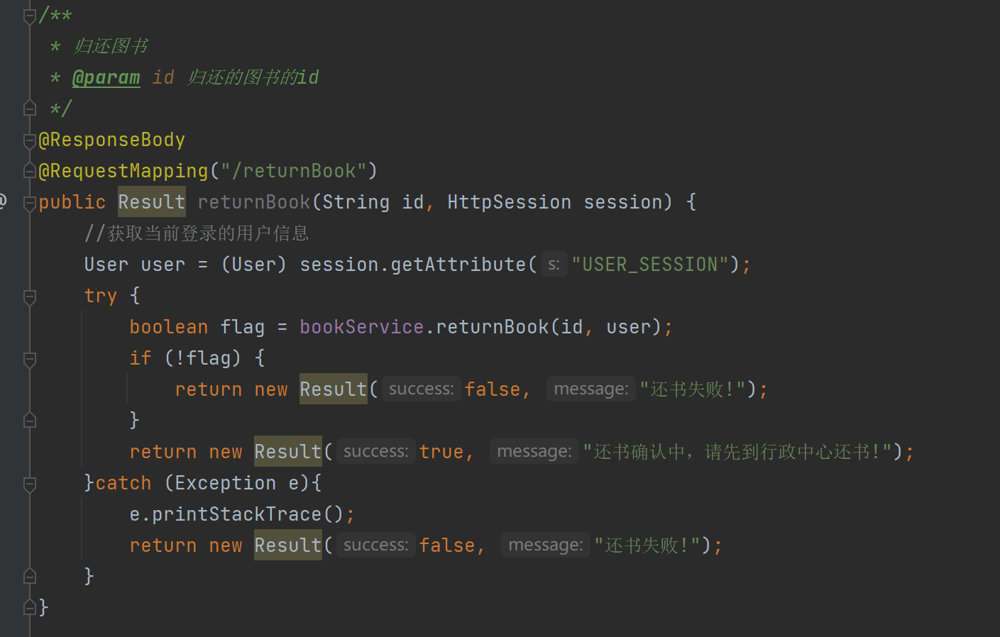 /**
* 归还图书
* @param id 归还的图书的id
*/
@ResponseBody
@RequestMapping("/returnBook")
public Result returnBook(String id, HttpSession session) {
//获取当前登录的用户信息
User user = (User) session.getAttribute( s: "USER_SESSION");
try {
boolean flag = bookService.returnBook(id, user);
if (!flag) {
return new Result( success: false, message: "还书失败!");
}
return new Result( success: true, message: "还书确认中，请先到行政中心还书!");
}catch (Exception e){
e.printStackTrace();
return new Result( success: false, message: "还书失败!");
}
}